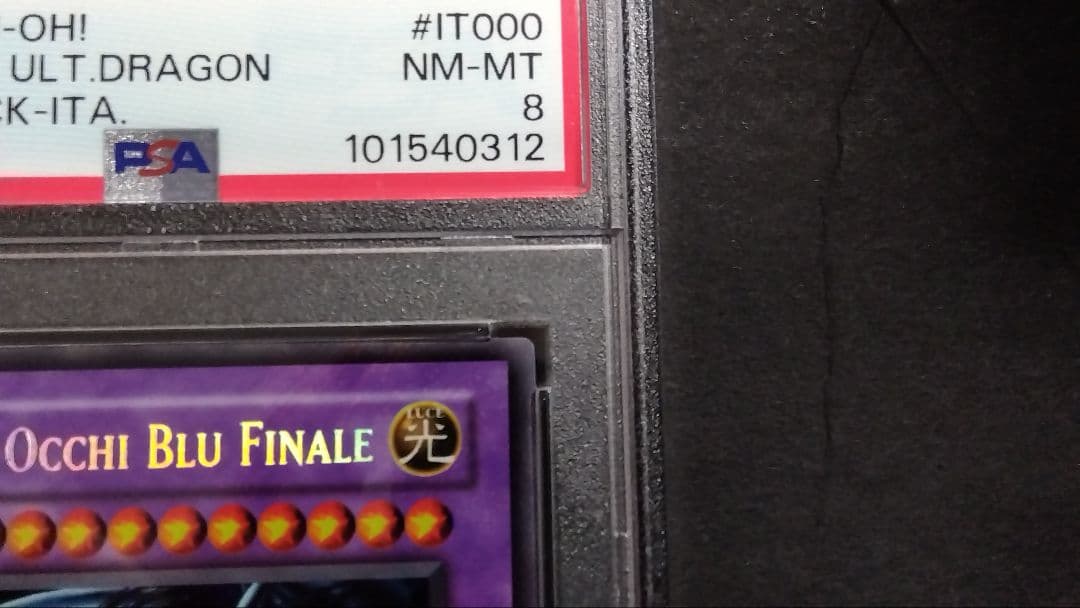 -OH!
#IT000
ULT.DRAGON
NM-MT
CK-ITA.
8
PSA
101540312
OCCHI BLU FINALE
LUCE
光